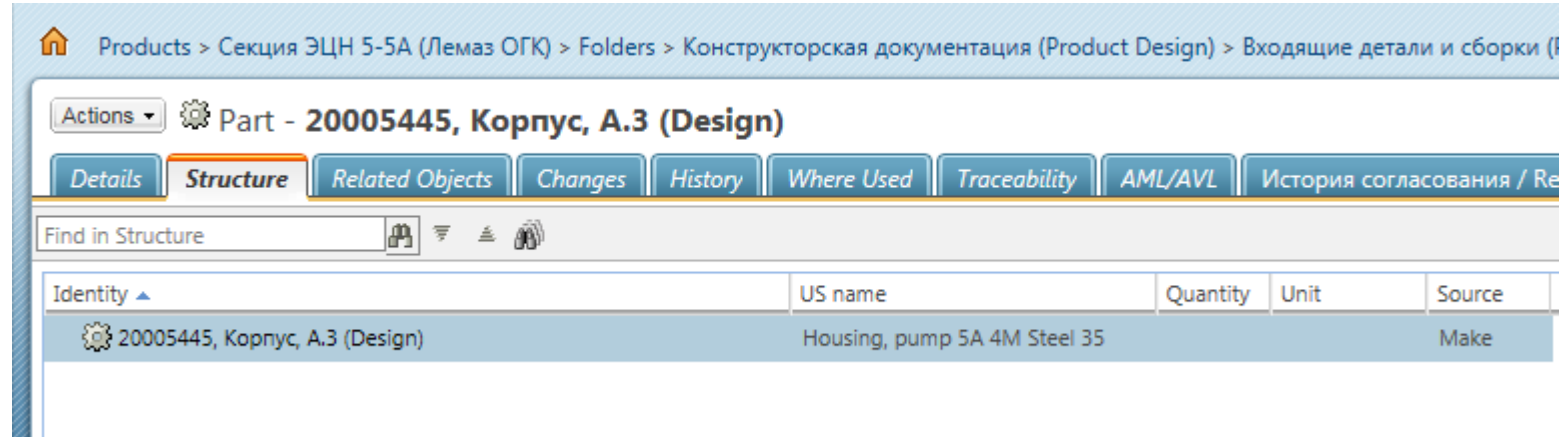 Products > Секция ЭЦН 5-5А (Лемаз ОГК) > Folders > Конструкторская документация (Product Design) > Входящие детали и сборки (
Actions Part - 20005445, Корпус, A.3 (Design)
Details Structure Related Objects Changes History Where Used Traceability AML/AVL История согласования / Re
Find in Structure
Identity US name Quantity Unit Source
20005445, Корпус, A.3 (Design) Housing, pump 5A 4M Steel 35 Make